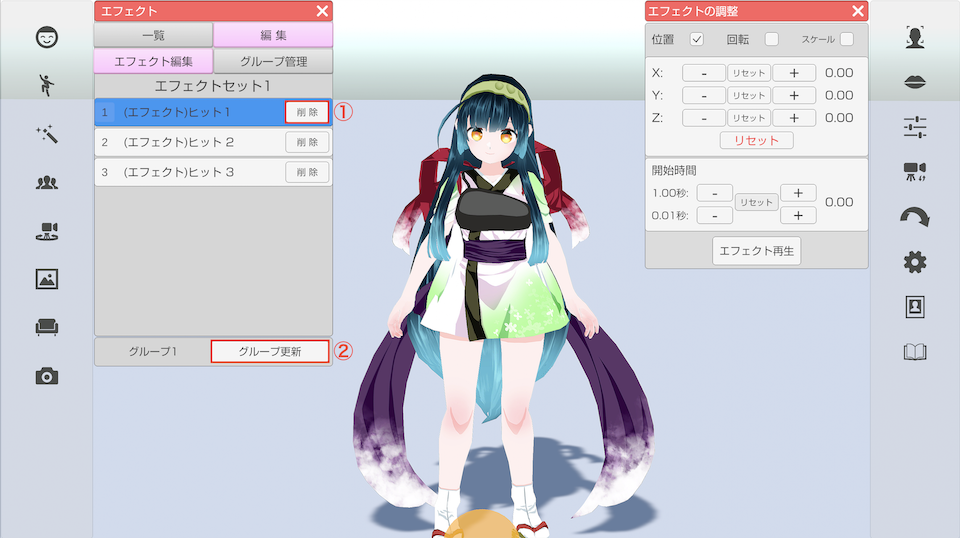 エフェクト
一覧
編 集
エフェクト編集
グループ管理
エフェクトセット1
1 (エフェクト)ヒット 1 削 除 ①
2 (エフェクト)ヒット 2 削 除
3 (エフェクト)ヒット 3 削 除
グループ1 グループ更新 ②
エフェクトの調整
位置 回転 スケール
X: - リセット + 0.00
Y: - リセット + 0.00
Z: - リセット + 0.00
リセット
開始時間
1.00秒: - リセット + 0.00
0.01秒: - +
エフェクト再生